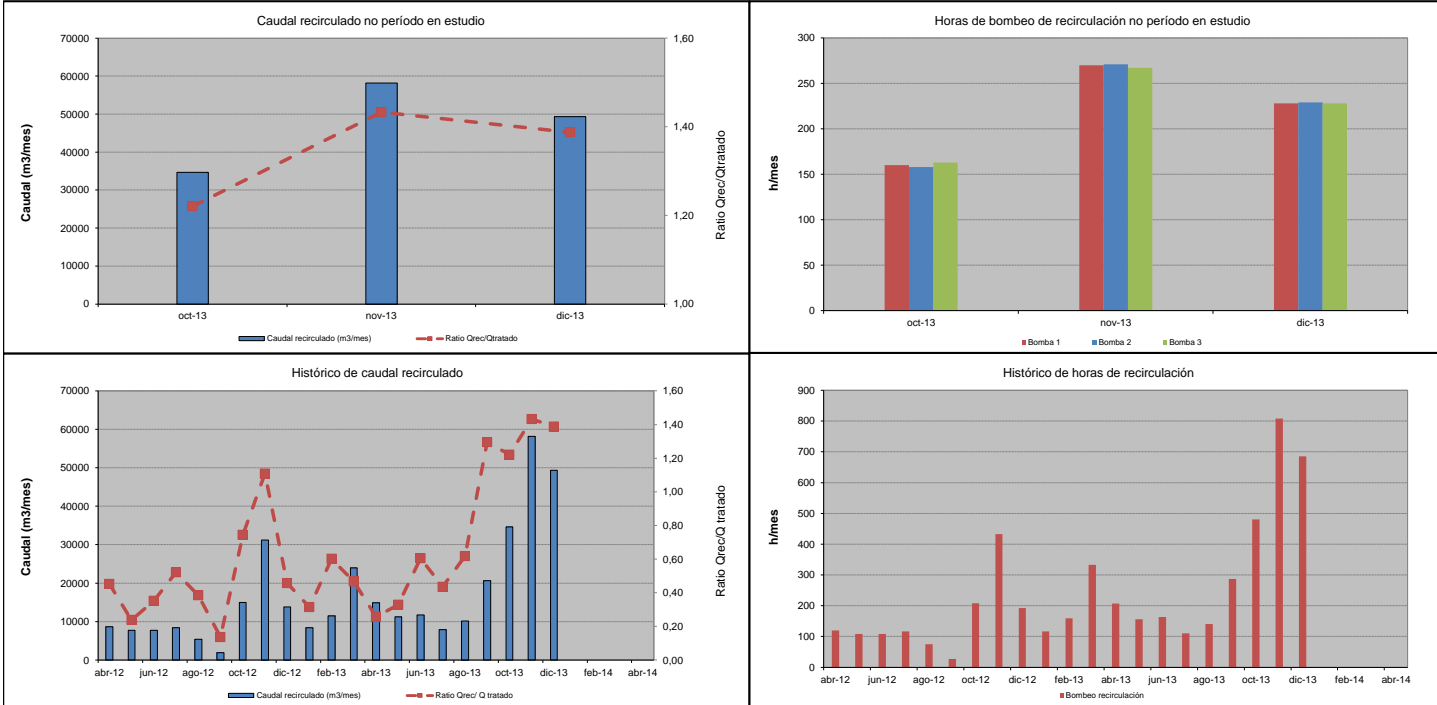 Caudal recirculado no período en estudio
70000
60000
50000
40000
30000
20000
10000
0
Caudal (m3/mes)
1,60
1,40
1,20
1,00
Ratio Qrec/Qtratado
oct-13 nov-13 dic-13
Caudal recirculado (m3/mes) Ratio Qrec/Qtratado
Horas de bombeo de recirculación no período en estudio
300
250
200
150
100
50
0
h/mes
oct-13 nov-13 dic-13
Bomba 1 Bomba 2 Bomba 3
Histórico de caudal recirculado
70000
60000
50000
40000
30000
20000
10000
0
Caudal (m3/mes)
1,60
1,40
1,20
1,00
0,80
0,60
0,40
0,20
0,00
Ratio Qrec/Q tratado
abr-12 jun-12 ago-12 oct-12 dic-12 feb-13 abr-13 jun-13 ago-13 oct-13 dic-13 feb-14 abr-14
Caudal recirculado (m3/mes) Ratio Qrec/ Q tratado
Histórico de horas de recirculación
900
800
700
600
500
400
300
200
100
0
h/mes
abr-12 jun-12 ago-12 oct-12 dic-12 feb-13 abr-13 jun-13 ago-13 oct-13 dic-13 feb-14 abr-14
Bombeo recirculación